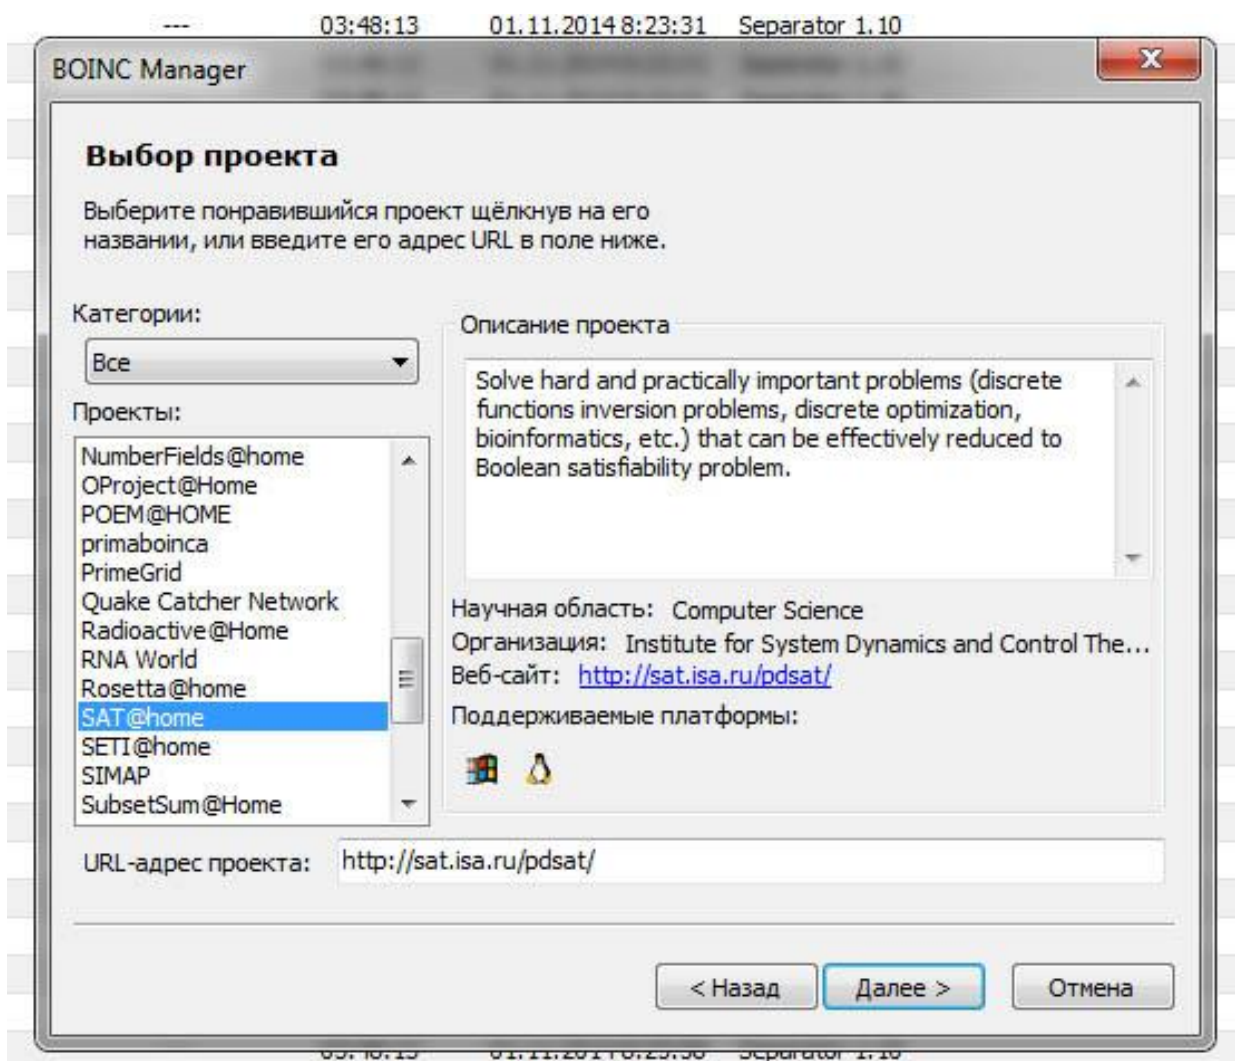 --- 03:48:13 01.11.2014 8:23:31 Separator 1.10
BOINC Manager
Выбор проекта
Выберите понравившийся проект щёлкнув на его
названии, или введите его адрес URL в поле ниже.
Категории:
Все
Проекты:
NumberFields@home
OProject@Home
POEM@HOME
primaboinca
PrimeGrid
Quake Catcher Network
Radioactive@Home
RNA World
Rosetta@home
SAT@home
SETI@home
SIMAP
SubsetSum@Home
Описание проекта
Solve hard and practically important problems (discrete
functions inversion problems, discrete optimization,
bioinformatics, etc.) that can be effectively reduced to
Boolean satisfiability problem.
Научная область: Computer Science
Организация: Institute for System Dynamics and Control The...
Веб-сайт: http://sat.isa.ru/pdsat/
Поддерживаемые платформы:
URL-адрес проекта: http://sat.isa.ru/pdsat/
< Назад
Далее >
Отмена